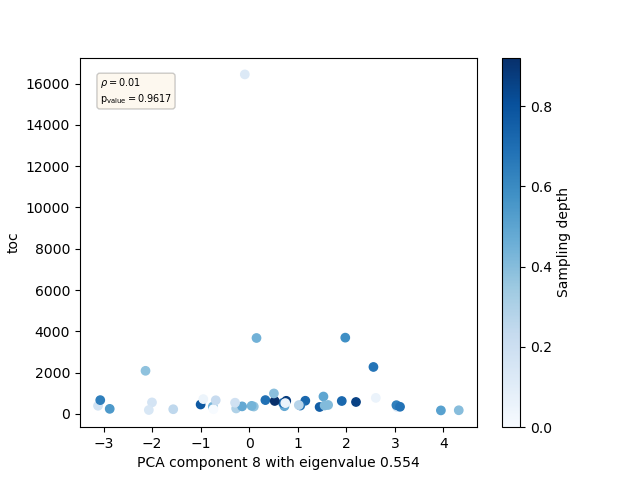 ρ = 0.01
p_value = 0.9617
16000
14000
12000
10000
8000
6000
4000
2000
0
toc
−3 −2 −1 0 1 2 3 4
PCA component 8 with eigenvalue 0.554
0.8
0.6
0.4
0.2
0.0
Sampling depth